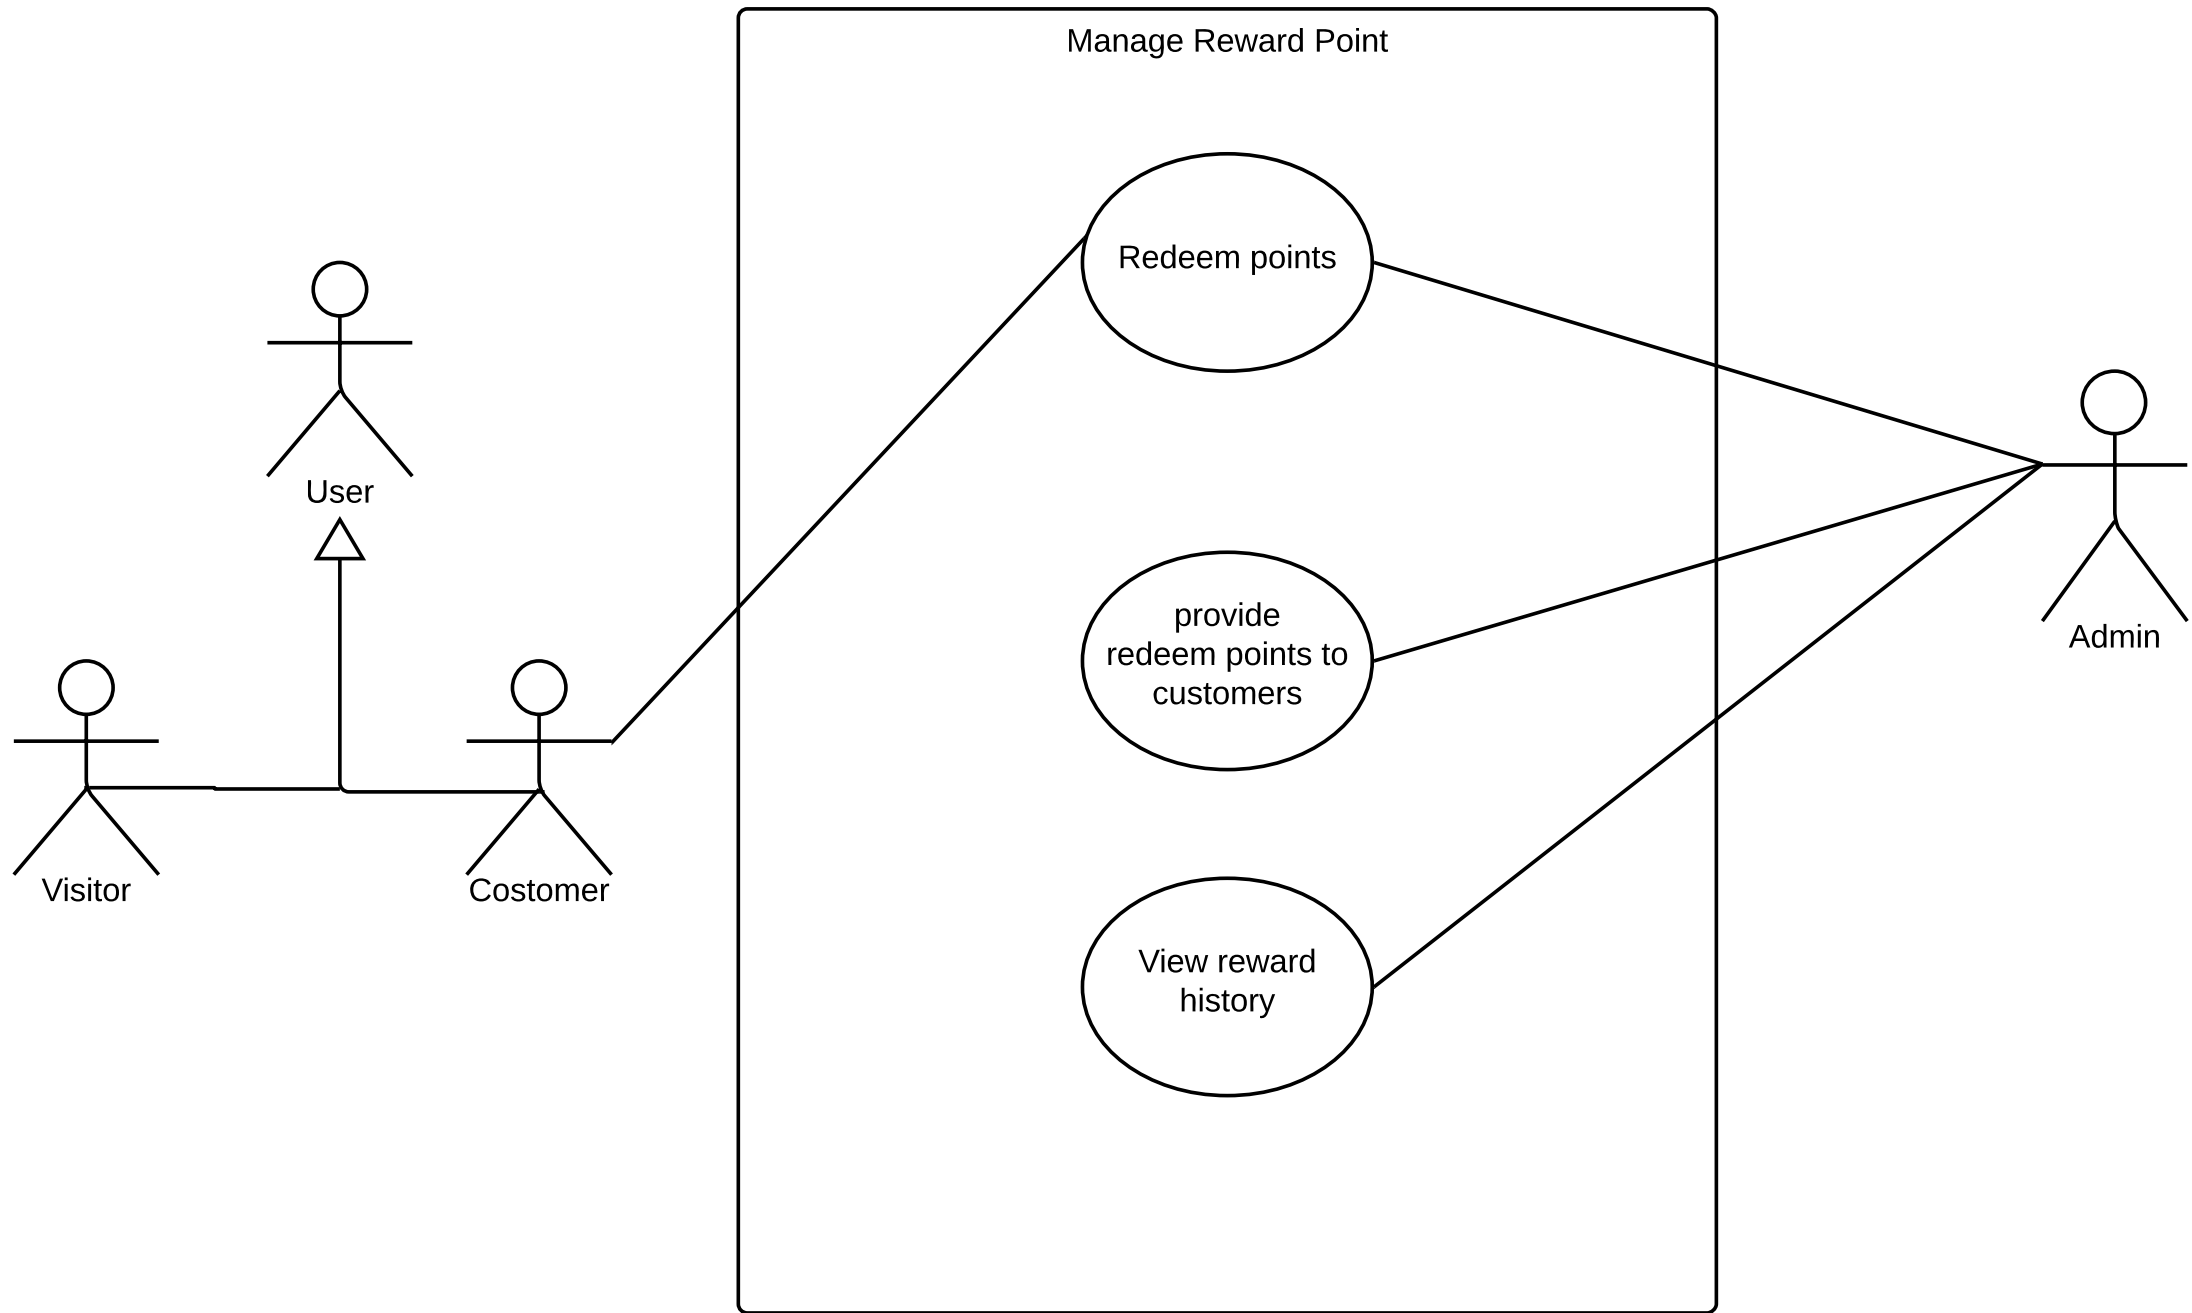 Manage Reward Point
Redeem points
User
provide
redeem points to
customers
Admin
Visitor
Costomer
View reward
history